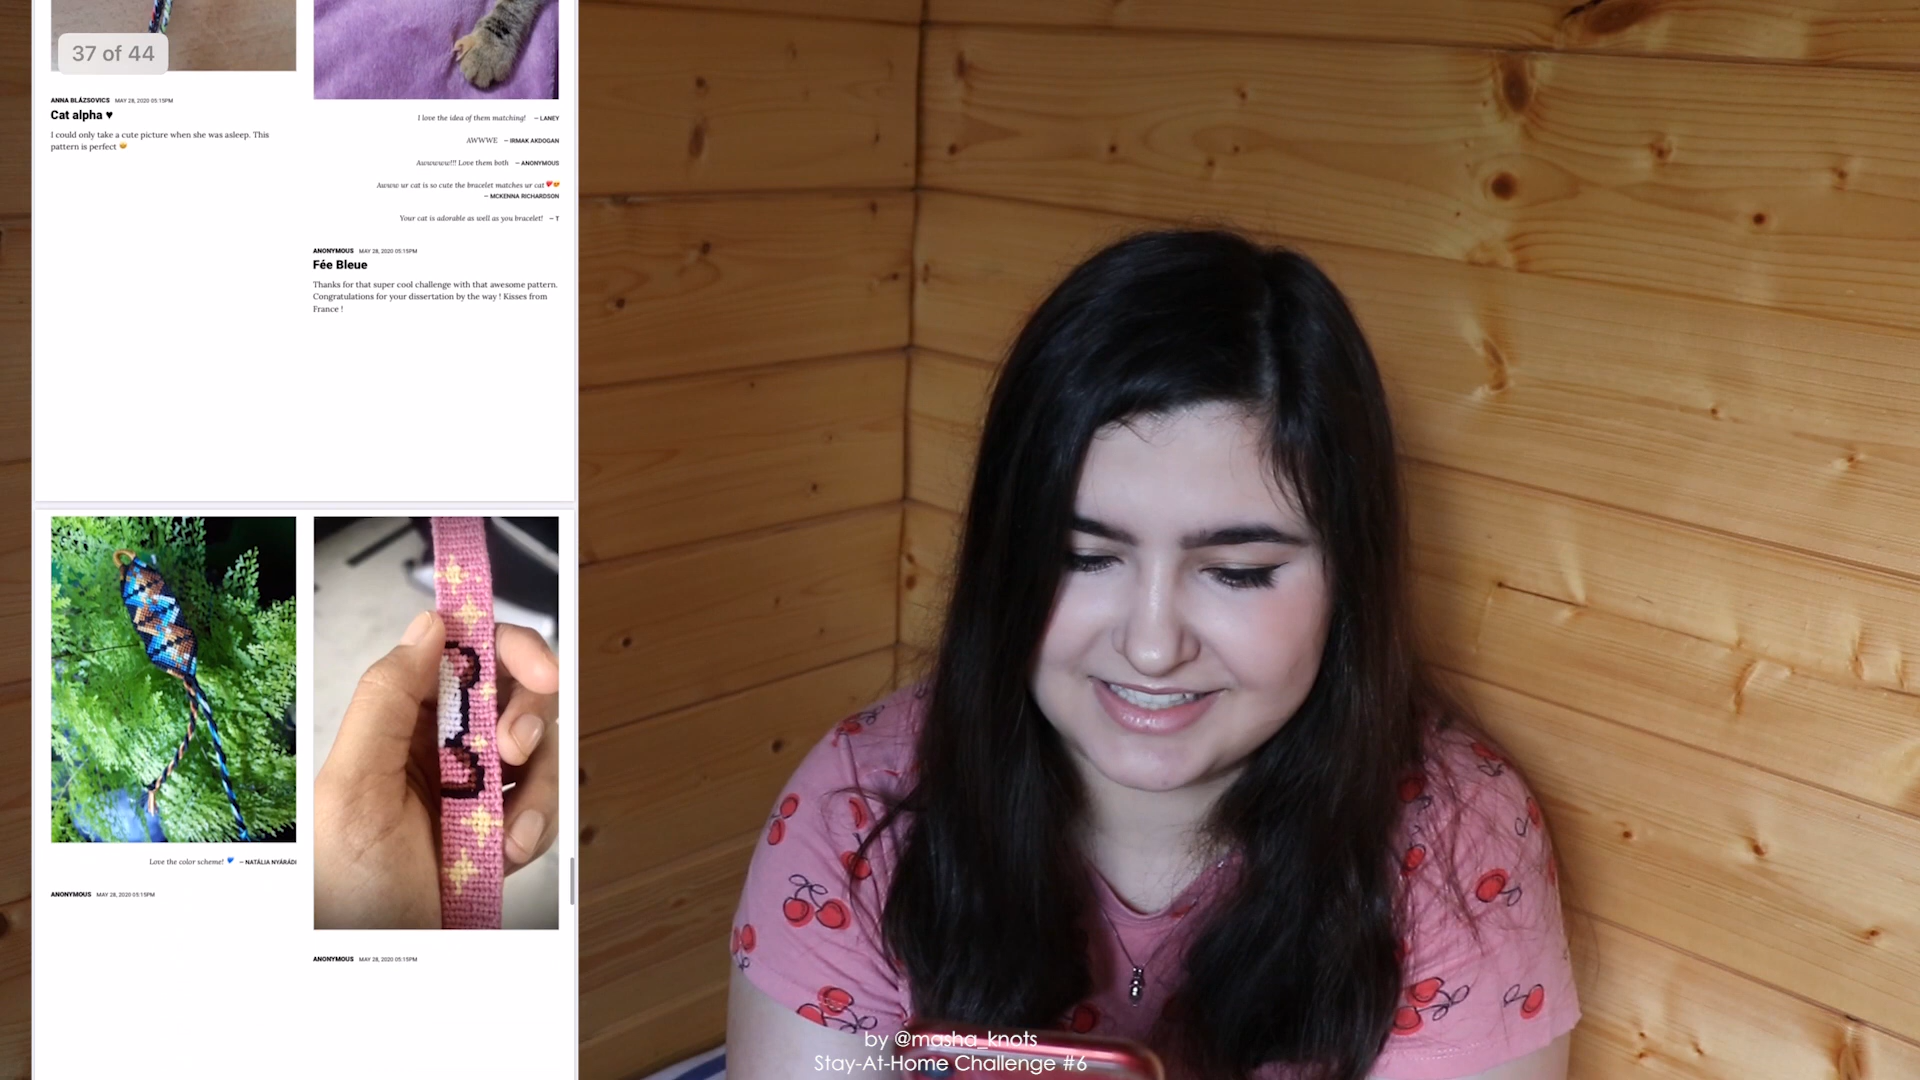 37 of 44
ANNA BLÁZSOVICS MAY 28, 2020 05:15PM
Cat alpha ♥
I could only take a cute picture when she was asleep. This
pattern is perfect 😊
I love the idea of them matching! — LANEY
AWWWE — IRMAK AKDOGAN
Awwwww!!! Love them both — ANONYMOUS
Awww ur cat is so cute the bracelet matches ur cat ❤️😍
— MCKENNA RICHARDSON
Your cat is adorable as well as you bracelet! — T
ANONYMOUS MAY 28, 2020 05:15PM
Fée Bleue
Thanks for that super cool challenge with that awesome pattern.
Congratulations for your dissertation by the way ! Kisses from
France !
Love the color scheme! 💙 — NATÁLIA NYÁRÁDI
ANONYMOUS MAY 28, 2020 05:15PM
ANONYMOUS MAY 28, 2020 05:15PM
by @masha_knots
Stay-At-Home Challenge #6